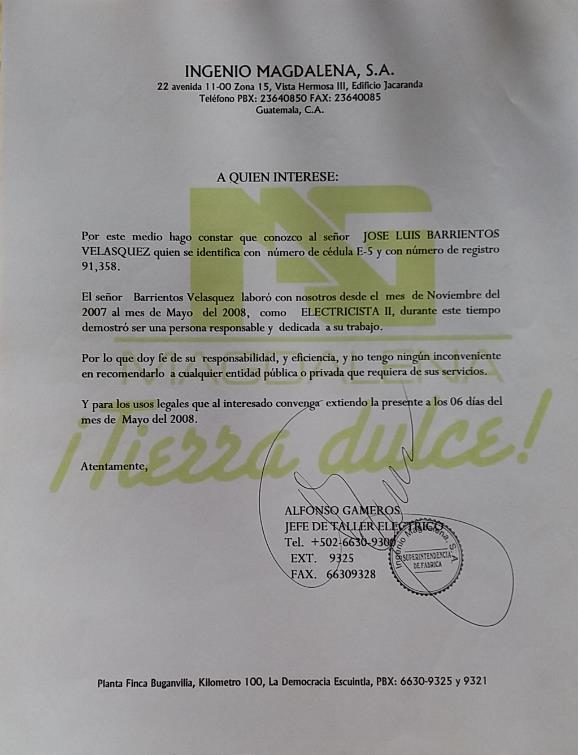 INGENIO MAGDALENA, S.A.
22 avenida 11-00 Zona 15, Vista Hermosa III, Edificio Jacaranda
Teléfono PBX: 23640850 FAX: 23640085
Guatemala, C.A.
A QUIEN INTERESE:
Por este medio hago constar que conozco al señor JOSE LUIS BARRIENTOS
VELASQUEZ quien se identifica con número de cédula E-5 y con número de registro
91,358.
El señor Barrientos Velasquez laboró con nosotros desde el mes de Noviembre del
2007 al mes de Mayo del 2008, como ELECTRICISTA II, durante este tiempo
demostró ser una persona responsable y dedicada a su trabajo.
Por lo que doy fe de su responsabilidad, y eficiencia, y no tengo ningún inconveniente
en recomendarlo a cualquier entidad pública o privada que requiera de sus servicios.
MAGDALENA
Y para los usos legales que al interesado convenga extiendo la presente a los 06 días del
mes de Mayo del 2008.
¡Tierra dulce!
Atentamente,
ALFONSO GAMEROS
JEFE DE TALLER ELECTRICO
Tel. +502-6630-9300
EXT. 9325
FAX. 66309328
Ingenio Magdalena, S. A.
SUPERINTENDENCIA
DE FABRICA
Planta Finca Buganvilia, Kilometro 100, La Democracia Escuintla, PBX: 6630-9325 y 9321